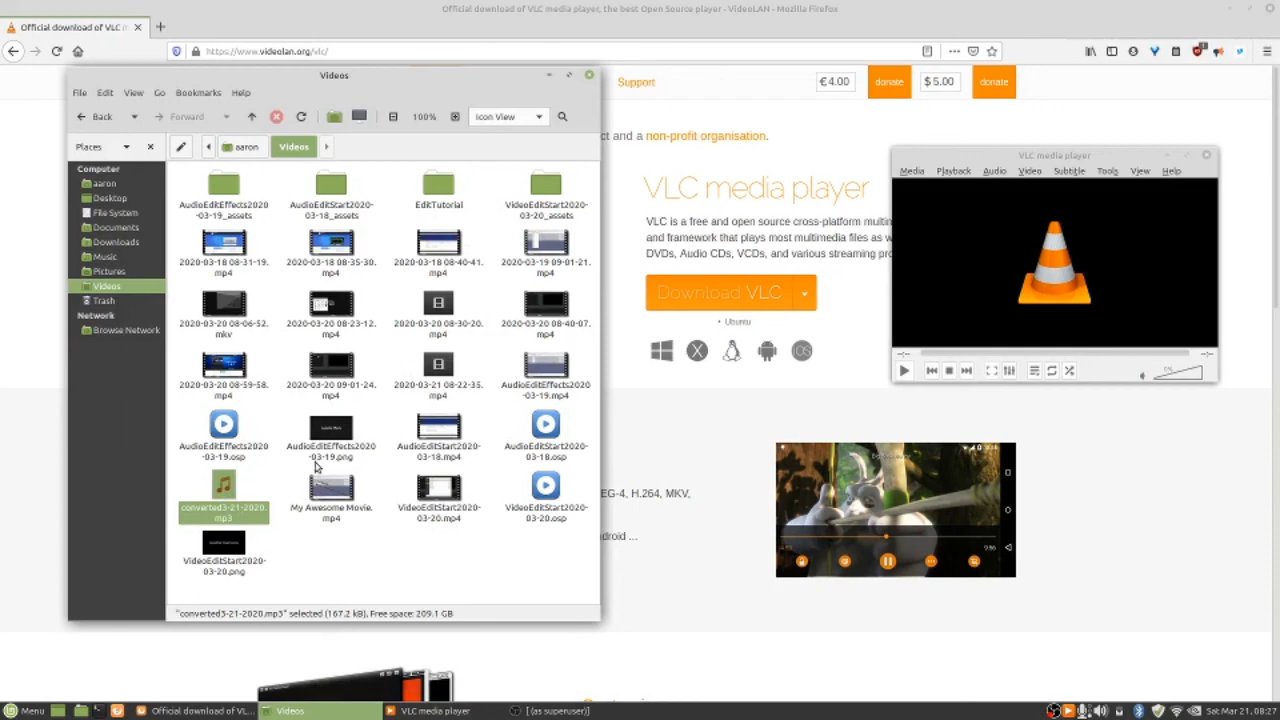 Official download of VLC media player, the best Open Source player - VideoLAN - Mozilla Firefox
Official download of VLC
https://www.videolan.org/vlc/
Support
€ 4.00
donate
$ 5.00
donate
Videos
File Edit View Go Bookmarks Help
Back Forward 100% Icon View
Places aaron Videos
Computer
aaron
Desktop
File System
Documents
Downloads
Music
Pictures
Videos
Trash
Network
Browse Network
AudioEditEffects2020
-03-19_assets
AudioEditStart2020-
03-18_assets
EditTutorial
VideoEditStart2020-
03-20_assets
2020-03-18 08-31-19.
mp4
2020-03-18 08-35-30.
mp4
2020-03-18 08-40-41.
mp4
2020-03-19 09-01-21.
mp4
2020-03-20 08-06-52.
mkv
2020-03-20 08-23-12.
mp4
2020-03-20 08-30-20.
mp4
2020-03-20 08-40-07.
mp4
2020-03-20 08-59-58.
mp4
2020-03-20 09-01-24.
mp4
2020-03-21 08-22-35.
mp4
AudioEditEffects2020
-03-19.mp4
AudioEditEffects2020
-03-19.osp
AudioEditEffects2020
-03-19.png
AudioEditStart2020-
03-18.mp4
AudioEditStart2020-
03-18.osp
converted3-21-2020.
mp3
My Awesome Movie.
mp4
VideoEditStart2020-
03-20.mp4
VideoEditStart2020-
03-20.osp
VideoEditStart2020-
03-20.png
"converted3-21-2020.mp3" selected (167.2 kB), Free space: 209.1 GB
ct and a non-profit organisation.
VLC media player
VLC is a free and open source cross-platform multin
and framework that plays most multimedia files as w
DVDs, Audio CDs, VCDs, and various streaming pro
Download VLC
• Ubuntu
iOS
VLC media player
Media Playback Audio Video Subtitle Tools View Help
EG-4, H.264, MKV,
ndroid ...
9:56
Menu
Official download of VL...
Videos
VLC media player
[ (as superuser)]
Sat Mar 21, 08:27